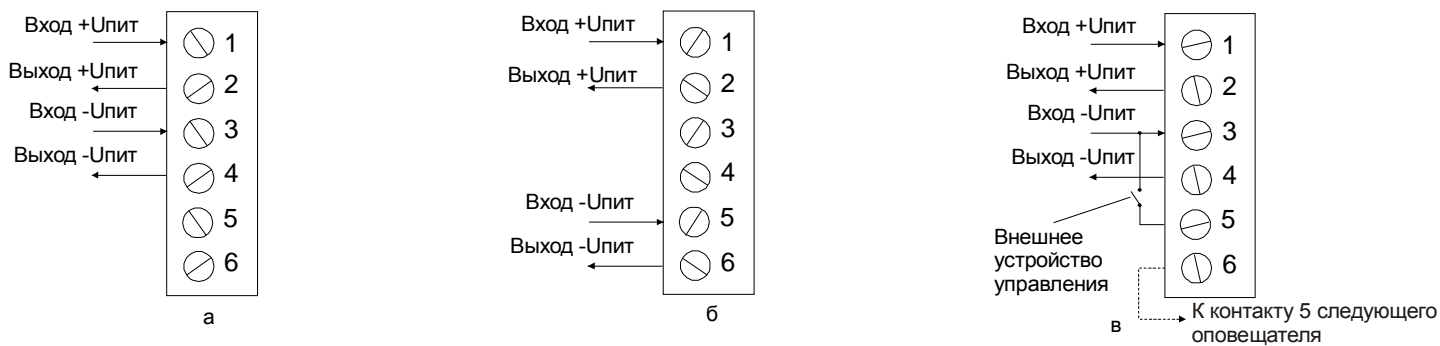 Вход +Uпит
1
Выход +Uпит
2
Вход -Uпит
3
Выход -Uпит
4
5
6
а
Вход +Uпит
1
Выход +Uпит
2
3
4
Вход -Uпит
5
Выход -Uпит
6
б
Вход +Uпит
1
Выход +Uпит
2
Вход -Uпит
3
Выход -Uпит
4
5
Внешнее
устройство
управления
6
в
К контакту 5 следующего
оповещателя